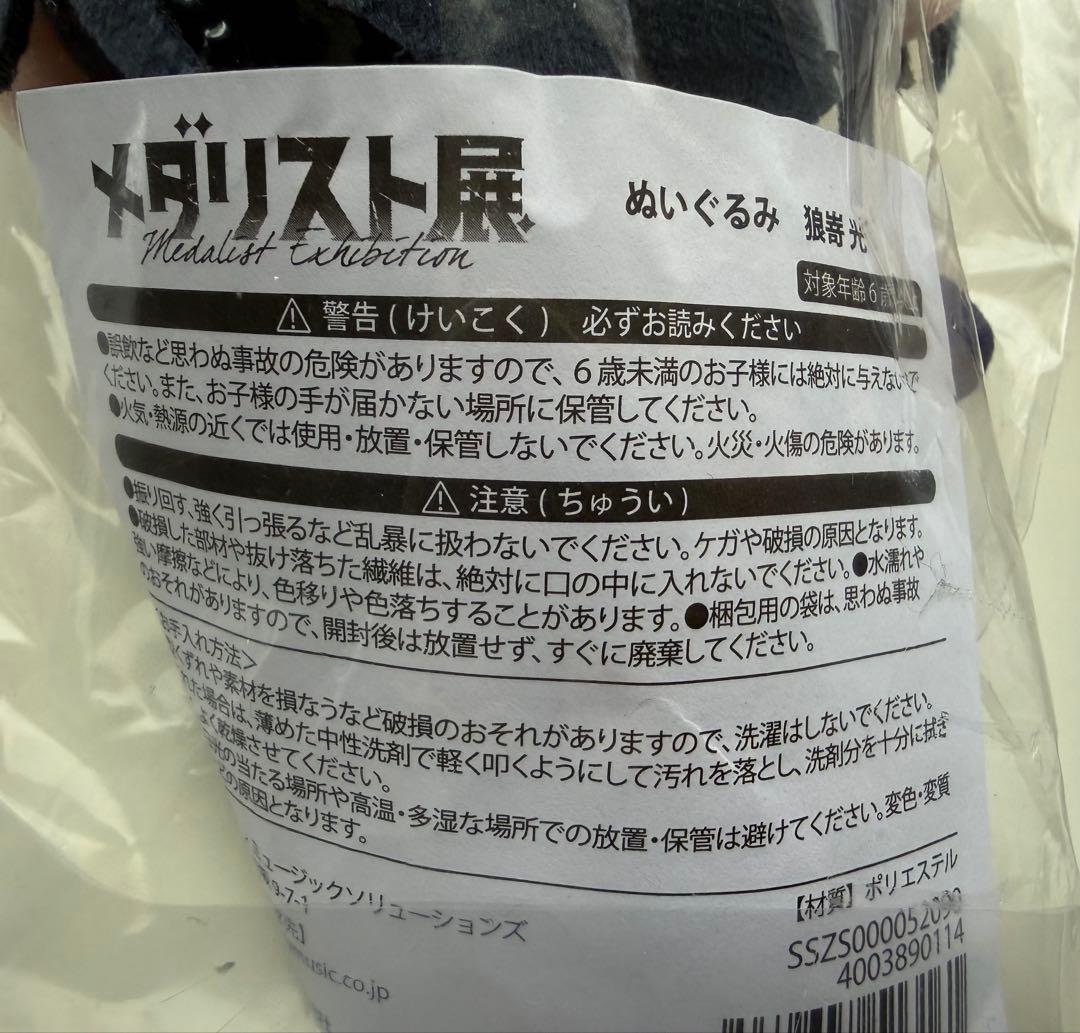 メダリスト展
Medalist Exhibition
ぬいぐるみ 狼嵜光
対象年齢6歳
⚠ 警告(けいこく) 必ずお読みください
●誤飲など思わぬ事故の危険がありますので、6歳未満のお子様には絶対に与えないで
ください。また、お子様の手が届かない場所に保管してください。
●火気・熱源の近くでは使用・放置・保管しないでください。火災・火傷の危険があります。
⚠ 注意(ちゅうい)
●振り回す、強く引っ張るなど乱暴に扱わないでください。ケガや破損の原因となります。
●破損した部材や抜け落ちた繊維は、絶対に口の中に入れないでください。●水濡れや
強い摩擦などにより、色移りや色落ちすることがあります。●梱包用の袋は、思わぬ事故
のおそれがありますので、開封後は放置せず、すぐに廃棄してください。
お手入れ方法>
くずれや素材を損なうなど破損のおそれがありますので、洗濯はしないでください。
れた場合は、薄めた中性洗剤で軽く叩くようにして汚れを落とし、洗剤分を十分に拭き
よく乾燥させてください。
光の当たる場所や高温・多湿な場所での放置・保管は避けてください。変色・変質
の原因となります。
ミュージックソリューションズ
9-7-1
music.co.jp
【材質】ポリエステル
SSZS000052090
4003890114